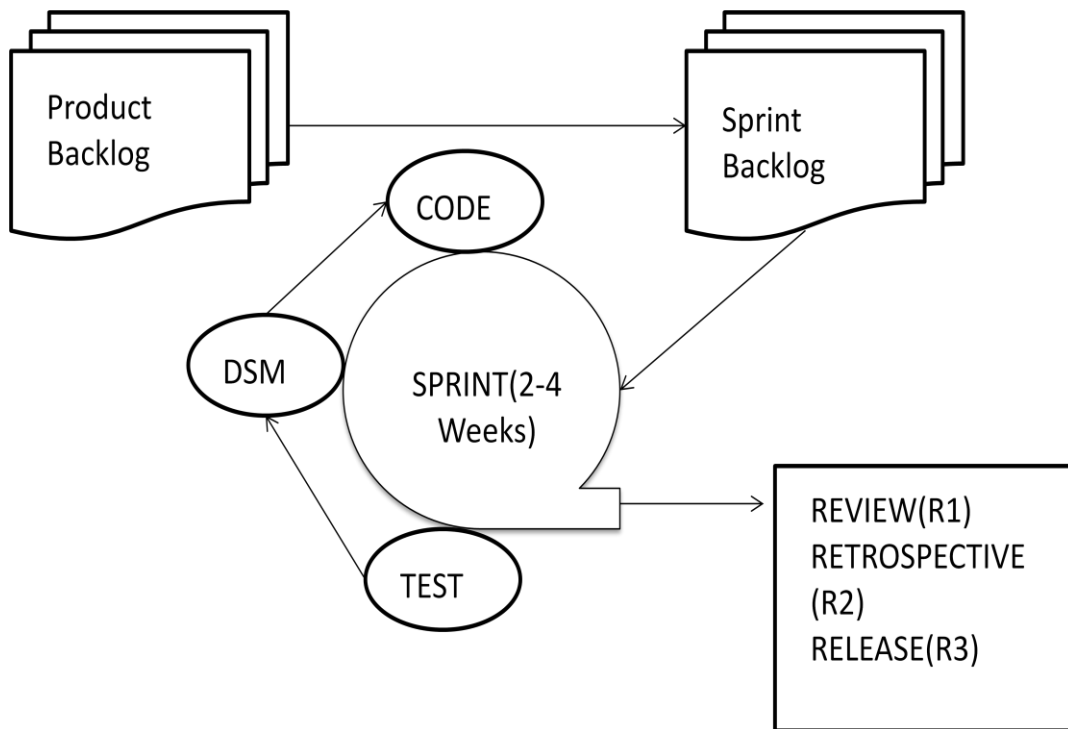 Product
Backlog
Sprint
Backlog
CODE
DSM
SPRINT(2-4
Weeks)
TEST
REVIEW(R1)
RETROSPECTIVE
(R2)
RELEASE(R3)